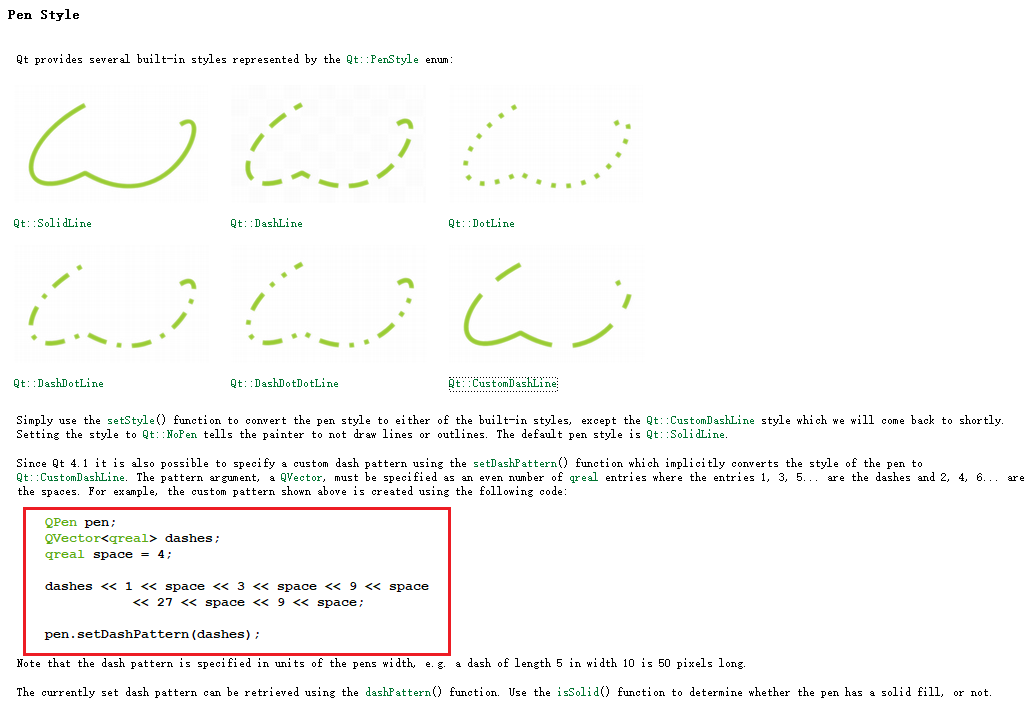 Pen Style
Qt provides several built-in styles represented by the Qt::PenStyle enum:
Qt::SolidLine
Qt::DashLine
Qt::DotLine
Qt::DashDotLine
Qt::DashDotDotLine
Qt::CustomDashLine
Simply use the setStyle() function to convert the pen style to either of the built-in styles, except the Qt::CustomDashLine style which we will come back to shortly.
Setting the style to Qt::NoPen tells the painter to not draw lines or outlines. The default pen style is Qt::SolidLine.
Since Qt 4.1 it is also possible to specify a custom dash pattern using the setDashPattern() function which implicitly converts the style of the pen to
Qt::CustomDashLine. The pattern argument, a QVector, must be specified as an even number of qreal entries where the entries 1, 3, 5... are the dashes and 2, 4, 6... are
the spaces. For example, the custom pattern shown above is created using the following code:
QPen pen;
QVector<qreal> dashes;
qreal space = 4;
dashes << 1 << space << 3 << space << 9 << space
<< 27 << space << 9 << space;
pen.setDashPattern(dashes);
Note that the dash pattern is specified in units of the pens width, e.g. a dash of length 5 in width 10 is 50 pixels long.
The currently set dash pattern can be retrieved using the dashPattern() function. Use the isSolid() function to determine whether the pen has a solid fill, or not.